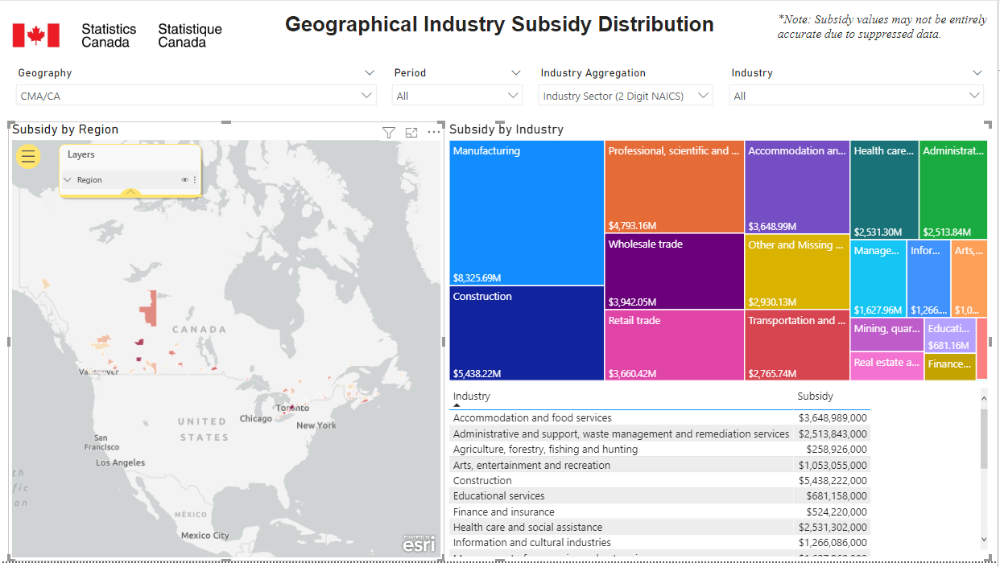 Statistics
Canada
Statistique
Canada
Geographical Industry Subsidy Distribution
*Note: Subsidy values may not be entirely
accurate due to suppressed data.
Geography
Period
Industry Aggregation
Industry
CMA/CA
All
Industry Sector (2 Digit NAICS)
All
Subsidy by Region
Layers
Region
CANADA
Vancouver
Toronto
Chicago
New York
UNITED
STATES
San
Francisco
Los Angeles
MÉXICO
Mexico City
th
fic
an
POWERED BY
esri
Subsidy by Industry
Manufacturing
$8,325.69M
Construction
$5,438.22M
Professional, scientific and ...
$4,793.16M
Wholesale trade
$3,942.05M
Retail trade
$3,660.42M
Accommodation an...
$3,648.99M
Other and Missing ...
$2,930.13M
Transportation and ...
$2,765.74M
Health care...
$2,531.30M
Administrat...
$2,513.84M
Manage...
$1,627.96M
Infor...
$1,266....
Arts,...
$1,0...
Mining, quar...
Real estate a...
Educati...
$681.16M
Finance...
Industry Subsidy
Accommodation and food services $3,648,989,000
Administrative and support, waste management and remediation services $2,513,843,000
Agriculture, forestry, fishing and hunting $258,926,000
Arts, entertainment and recreation $1,053,055,000
Construction $5,438,222,000
Educational services $681,158,000
Finance and insurance $524,220,000
Health care and social assistance $2,531,302,000
Information and cultural industries $1,266,086,000